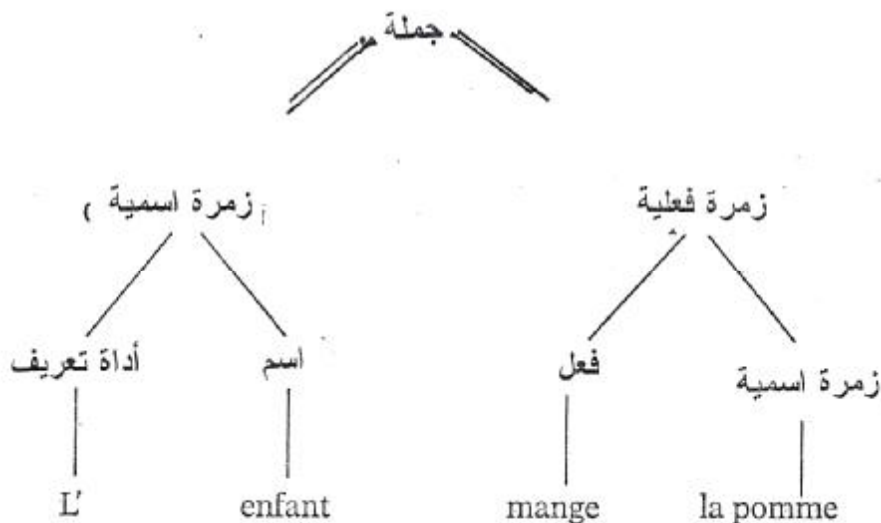 جملة
زمرة اسمية زمرة فعلية
أداة تعريف اسم فعل زمرة اسمية
L' enfant mange la pomme